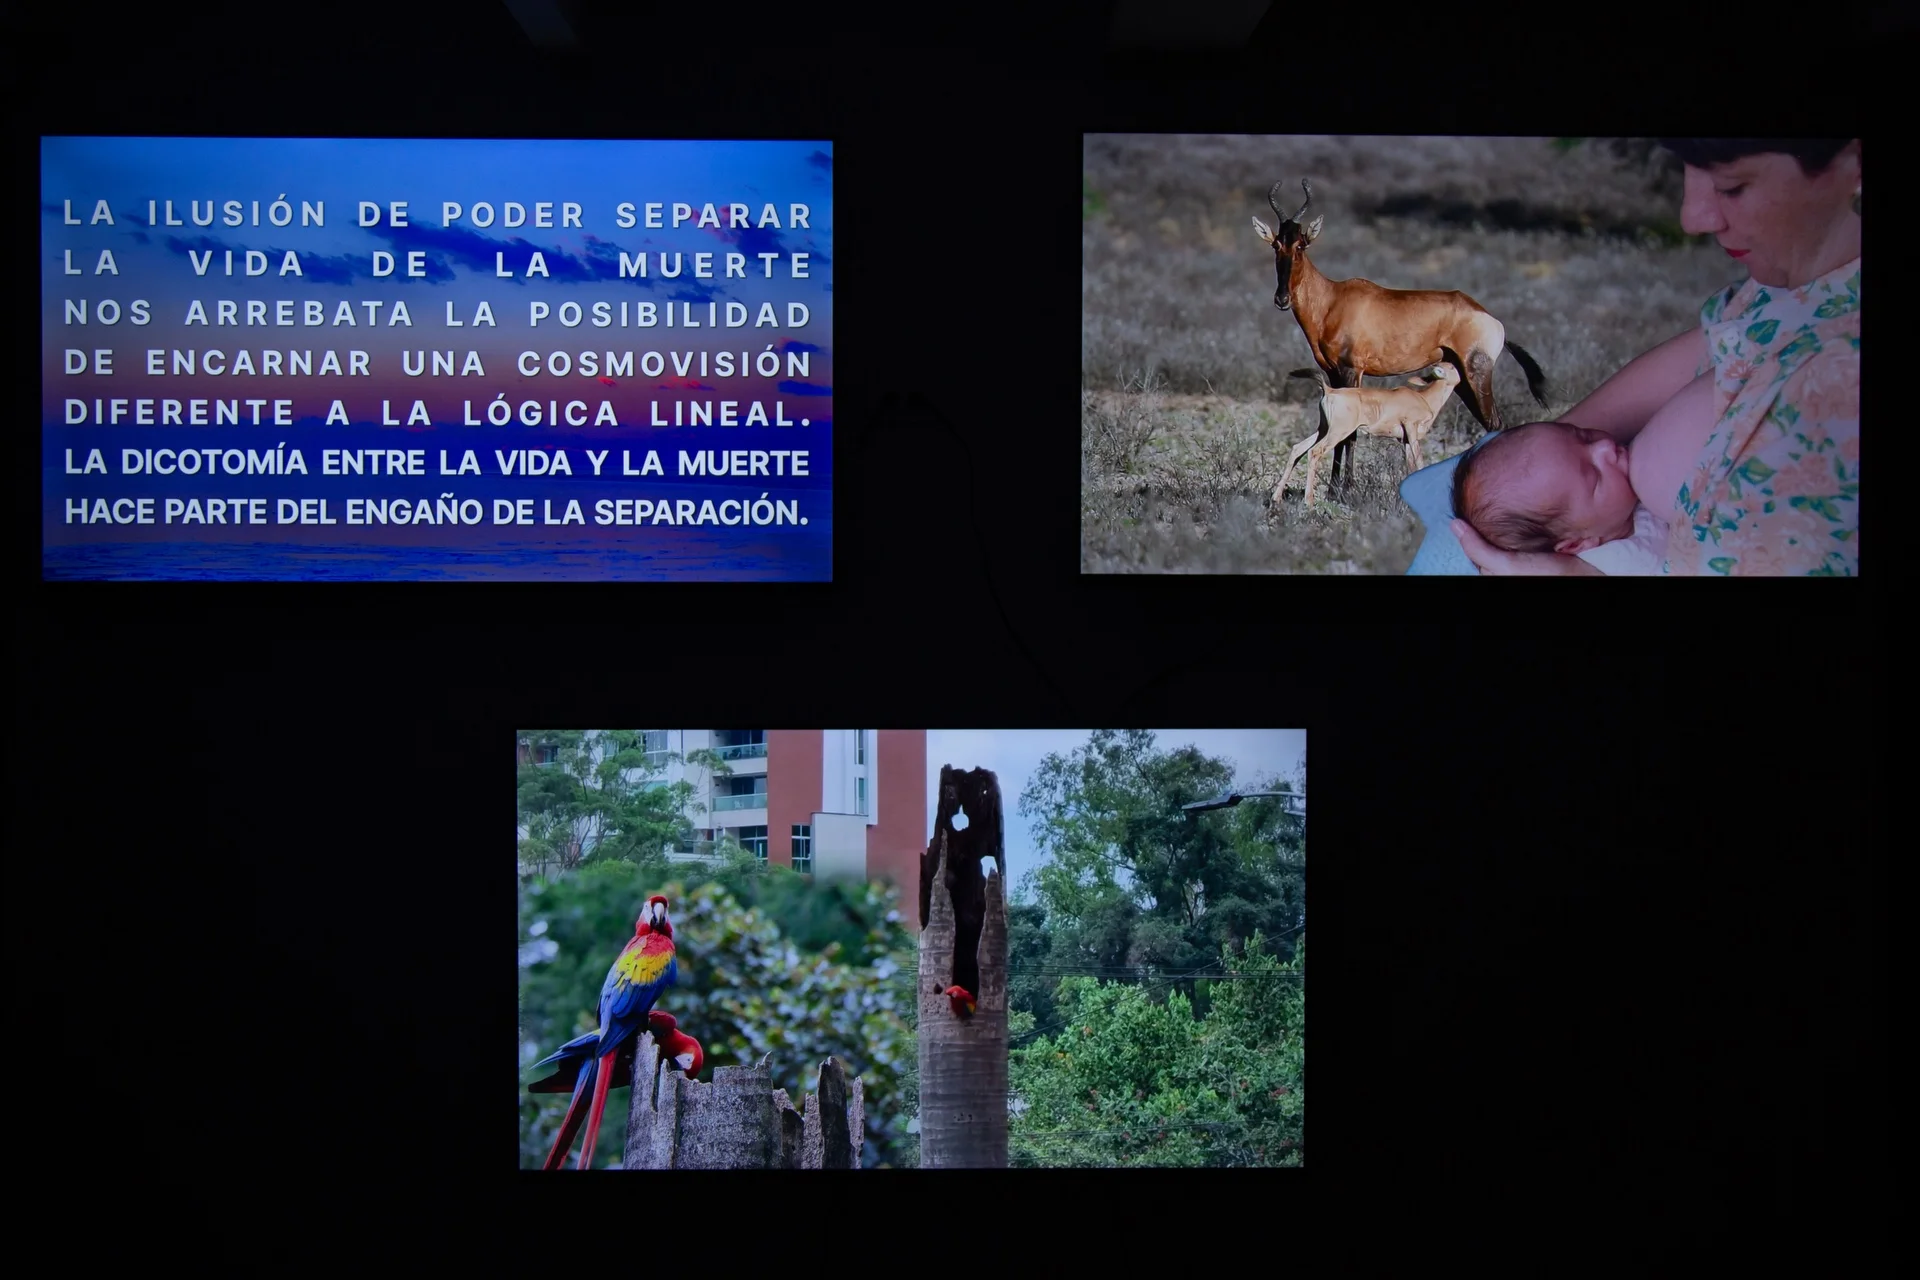 LA ILUSIÓN DE PODER SEPARAR
LA VIDA DE LA MUERTE
NOS ARREBATA LA POSIBILIDAD
DE ENCARNAR UNA COSMOVISIÓN
DIFERENTE A LA LÓGICA LINEAL.
LA DICOTOMÍA ENTRE LA VIDA Y LA MUERTE
HACE PARTE DEL ENGAÑO DE LA SEPARACIÓN.